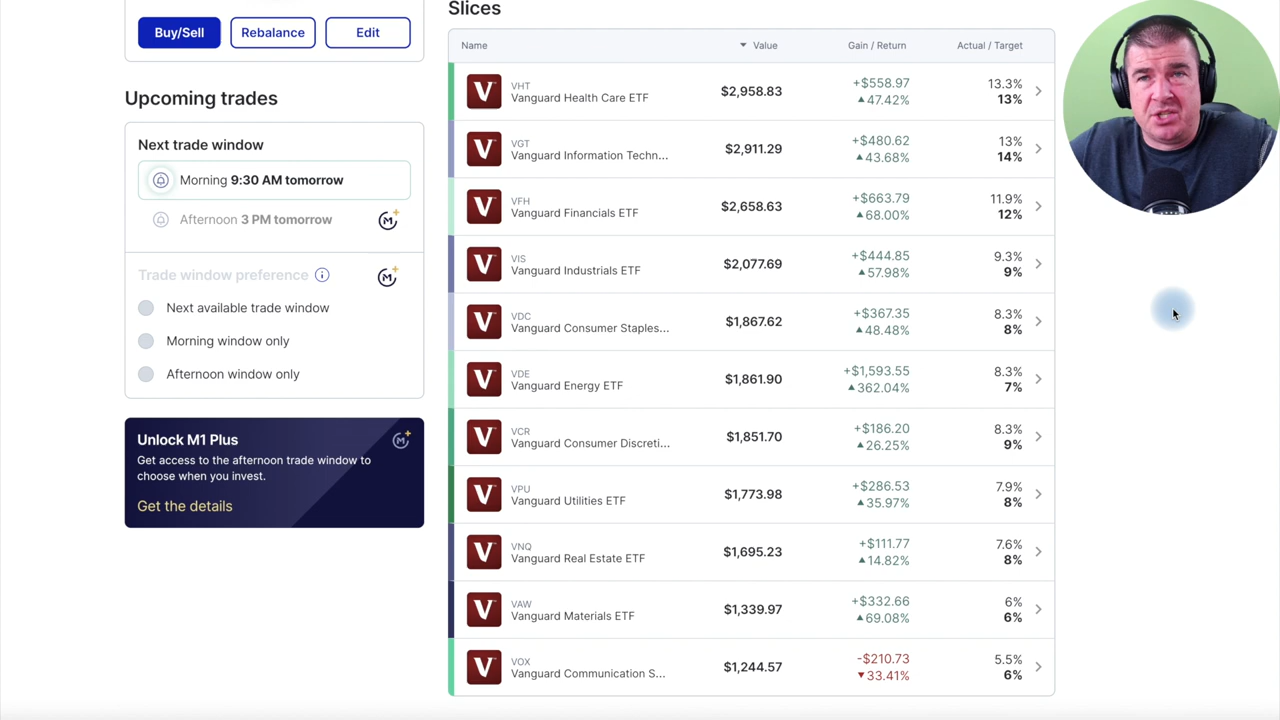 Buy/Sell
Rebalance
Edit
Upcoming trades
Next trade window
Morning 9:30 AM tomorrow
Afternoon 3 PM tomorrow
M+
Trade window preference
M+
Next available trade window
Morning window only
Afternoon window only
Unlock M1 Plus
M+
Get access to the afternoon trade window to
choose when you invest.
Get the details
Slices
Name Value Gain / Return Actual / Target
V
VHT
Vanguard Health Care ETF
$2,958.83
+$558.97
47.42%
13.3%
13%
V
VGT
Vanguard Information Techn...
$2,911.29
+$480.62
43.68%
13%
14%
V
VFH
Vanguard Financials ETF
$2,658.63
+$663.79
68.00%
11.9%
12%
V
VIS
Vanguard Industrials ETF
$2,077.69
+$444.85
57.98%
9.3%
9%
V
VDC
Vanguard Consumer Staples...
$1,867.62
+$367.35
48.48%
8.3%
8%
V
VDE
Vanguard Energy ETF
$1,861.90
+$1,593.55
362.04%
8.3%
7%
V
VCR
Vanguard Consumer Discreti...
$1,851.70
+$186.20
26.25%
8.3%
9%
V
VPU
Vanguard Utilities ETF
$1,773.98
+$286.53
35.97%
7.9%
8%
V
VNQ
Vanguard Real Estate ETF
$1,695.23
+$111.77
14.82%
7.6%
8%
V
VAW
Vanguard Materials ETF
$1,339.97
+$332.66
69.08%
6%
6%
V
VOX
Vanguard Communication S...
$1,244.57
-$210.73
33.41%
5.5%
6%